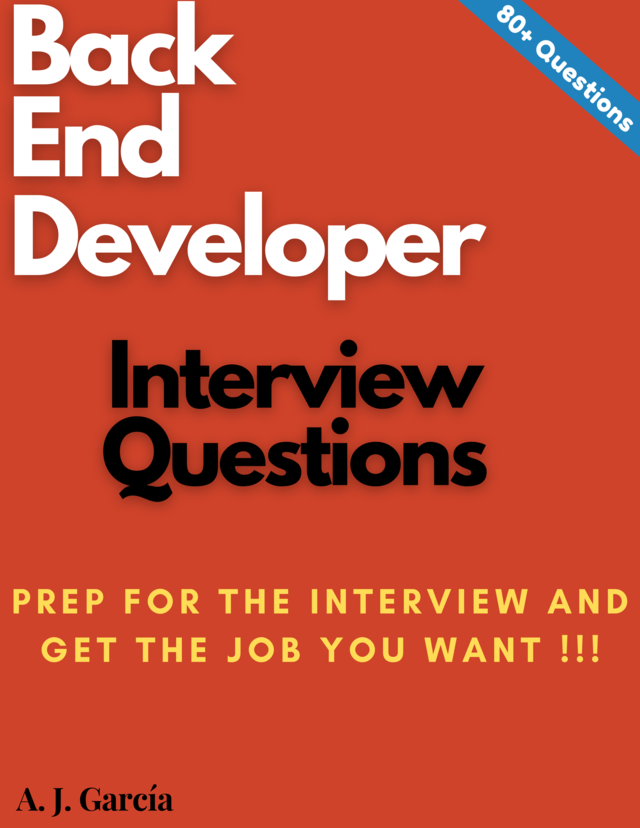 Back
End
Developer
80+ Questions
Interview
Questions
PREP FOR THE INTERVIEW AND
GET THE JOB YOU WANT !!!
A. J. García